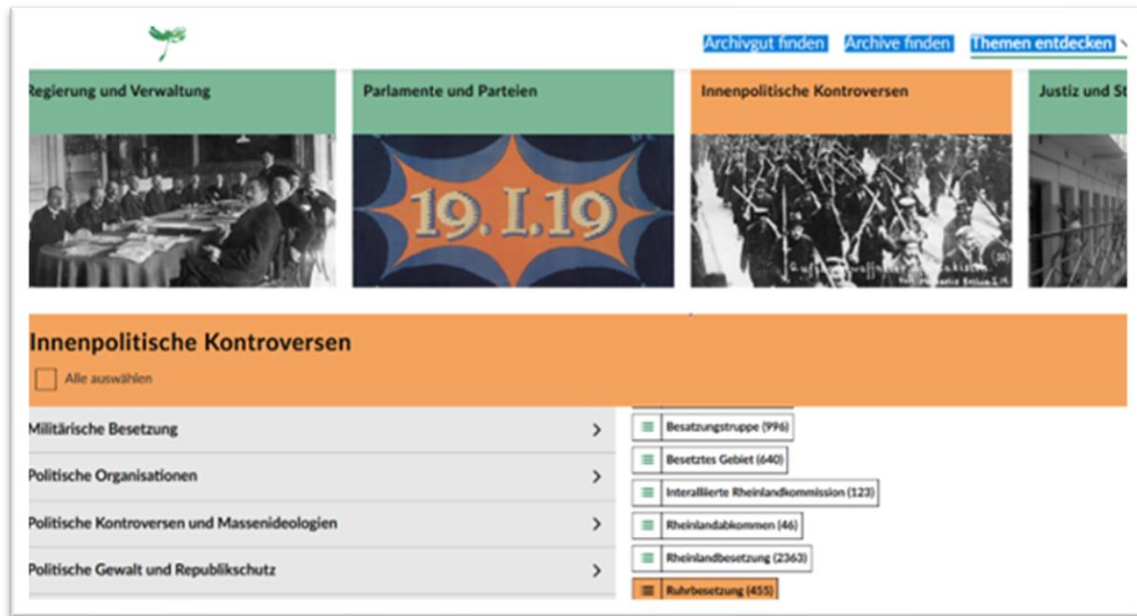 Archivgut finden Archive finden Themen entdecken
Regierung und Verwaltung
Parlamente und Parteien
Innenpolitische Kontroversen
Justiz und St
19.I.19
Innenpolitische Kontroversen
Alle auswählen
Militärische Besetzung
Politische Organisationen
Politische Kontroversen und Massenideologien
Politische Gewalt und Republikschutz
Besatzungstruppe (996)
Besetztes Gebiet (640)
Interalliierte Rheinlandkommission (123)
Rheinlandabkommen (46)
Rheinlandbesetzung (2363)
Ruhrbesetzung (455)